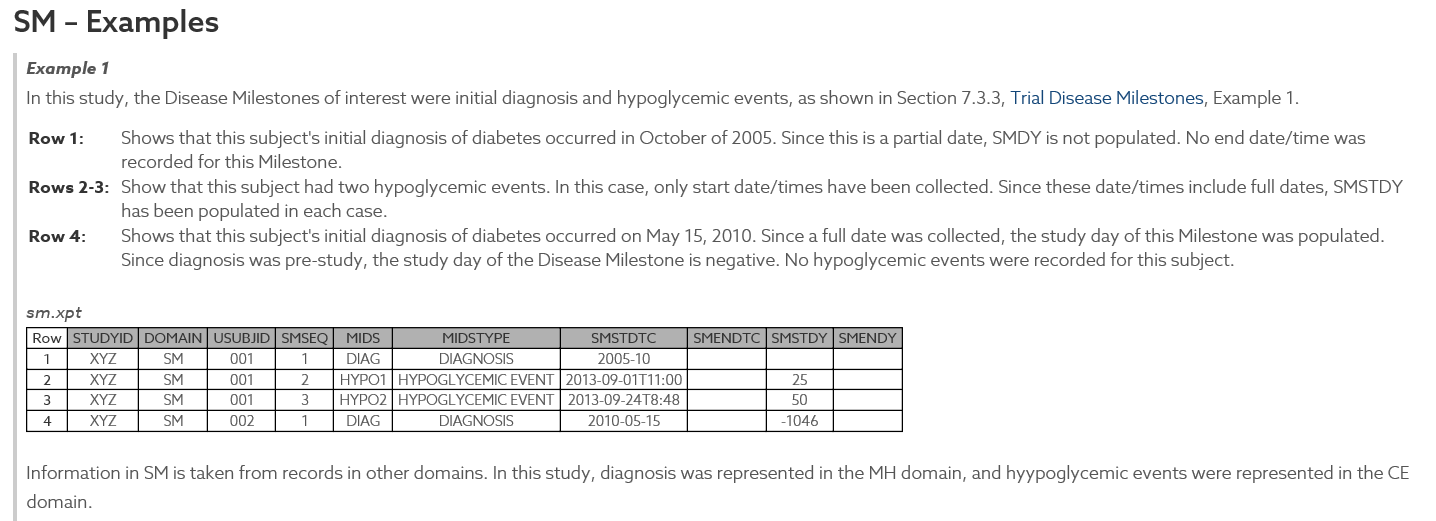 SM – Examples
Example 1
In this study, the Disease Milestones of interest were initial diagnosis and hypoglycemic events, as shown in Section 7.3.3, Trial Disease Milestones, Example 1.
Row 1: Shows that this subject's initial diagnosis of diabetes occurred in October of 2005. Since this is a partial date, SMDY is not populated. No end date/time was
recorded for this Milestone.
Rows 2-3: Show that this subject had two hypoglycemic events. In this case, only start date/times have been collected. Since these date/times include full dates, SMSTDY
has been populated in each case.
Row 4: Shows that this subject's initial diagnosis of diabetes occurred on May 15, 2010. Since a full date was collected, the study day of this Milestone was populated.
Since diagnosis was pre-study, the study day of the Disease Milestone is negative. No hypoglycemic events were recorded for this subject.
sm.xpt
Row STUDYID DOMAIN USUBJID SMSEQ MIDS MIDSTYPE SMSTDTC SMENDTC SMSTDY SMENDY
1 XYZ SM 001 1 DIAG DIAGNOSIS 2005-10
2 XYZ SM 001 2 HYPO1 HYPOGLYCEMIC EVENT 2013-09-01T11:00 25
3 XYZ SM 001 3 HYPO2 HYPOGLYCEMIC EVENT 2013-09-24T8:48 50
4 XYZ SM 002 1 DIAG DIAGNOSIS 2010-05-15 -1046
Information in SM is taken from records in other domains. In this study, diagnosis was represented in the MH domain, and hyypoglycemic events were represented in the CE
domain.